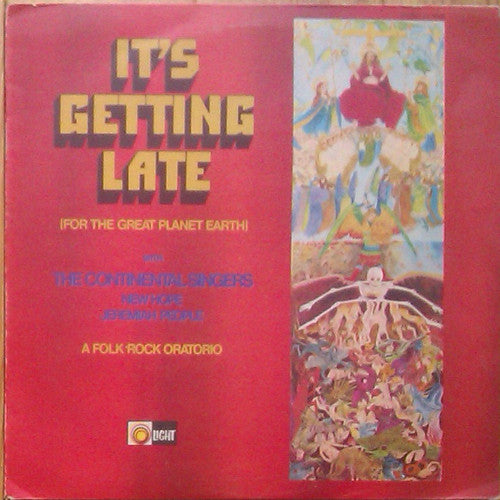 IT'S
GETTING
LATE
(FOR THE GREAT PLANET EARTH)
with
THE CONTINENTAL SINGERS
NEW HOPE
JEREMIAH PEOPLE
A FOLK-ROCK ORATORIO
LIGHT